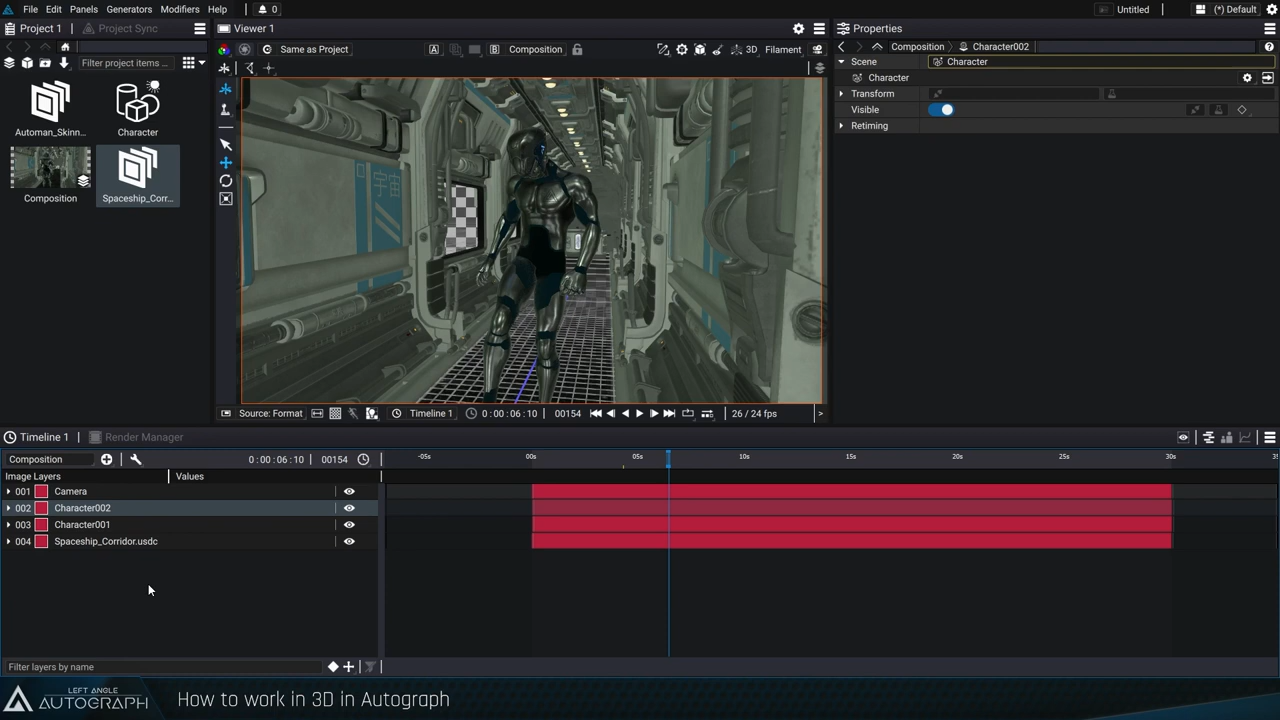 File Edit Panels Generators Modifiers Help 0 Untitled (*) Default
Project 1 Project Sync
Viewer 1
Properties
Same as Project A B Composition 3D Filament
Composition Character002
Filter project items ...
Scene Character
Character
Transform
Visible
Retiming
Automan_Skinn... Character
Composition Spaceship_Corr...
宇宙
Source: Format Timeline 1 0:00:06:10 00154 26 / 24 fps >
Timeline 1 Render Manager
Composition 0:00:06:10 00154
-05s 00s 05s 10s 15s 20s 25s 30s
Image Layers Values
001 Camera
002 Character002
003 Character001
004 Spaceship_Corridor.usdc
Filter layers by name
LEFT ANGLE
AUTOGRAPH
How to work in 3D in Autograph